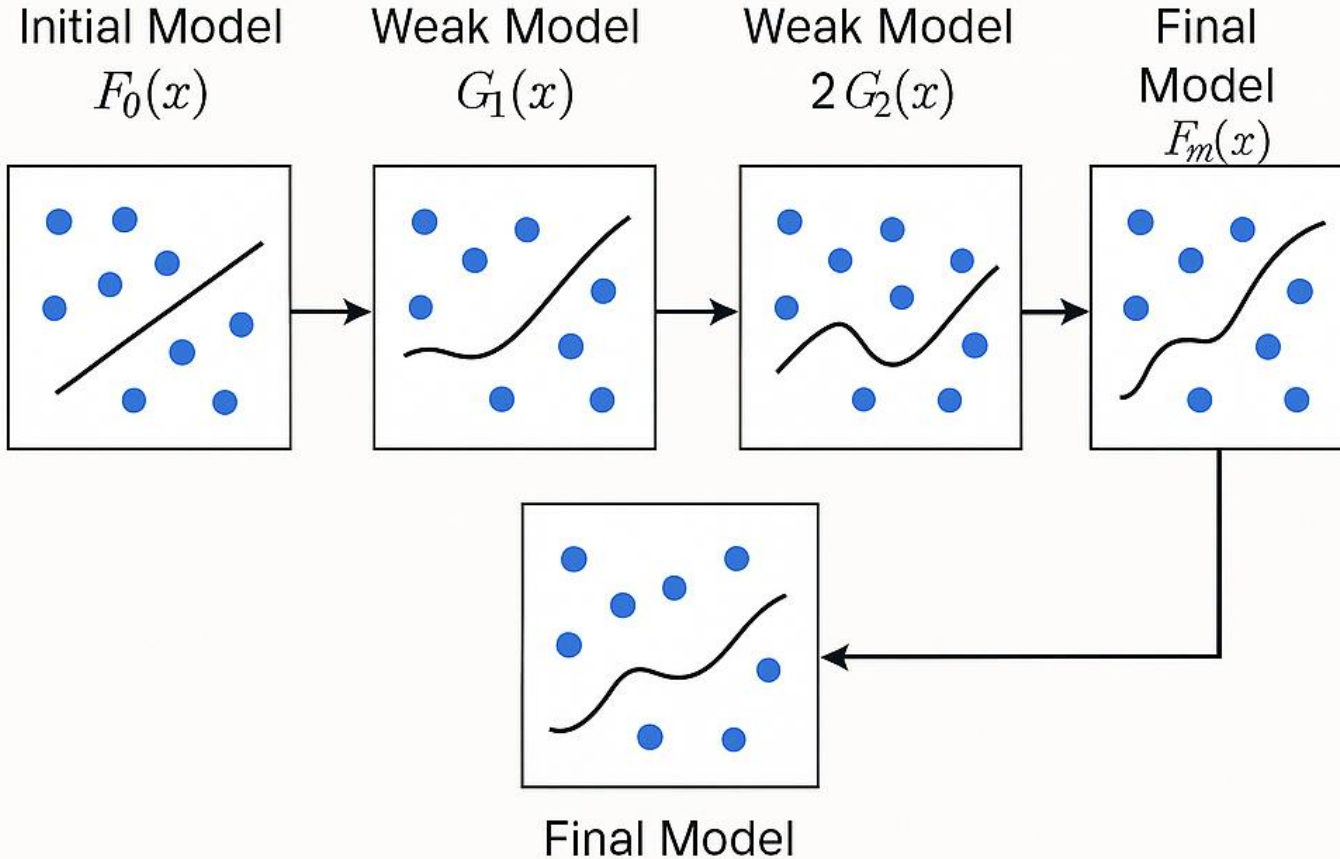 Initial Model
F₀(x)
Weak Model
G₁(x)
Weak Model
2 G₂(x)
Final
Model
Fₘ(x)
Final Model